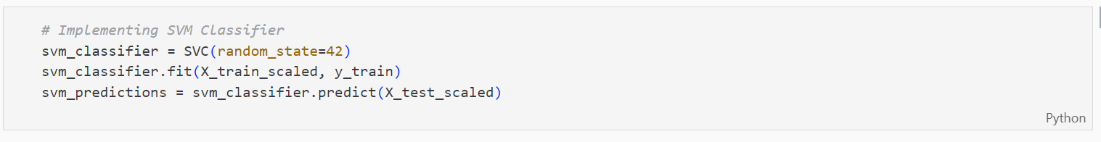 # Implementing SVM Classifier
svm_classifier = SVC(random_state=42)
svm_classifier.fit(X_train_scaled, y_train)
svm_predictions = svm_classifier.predict(X_test_scaled)
Python